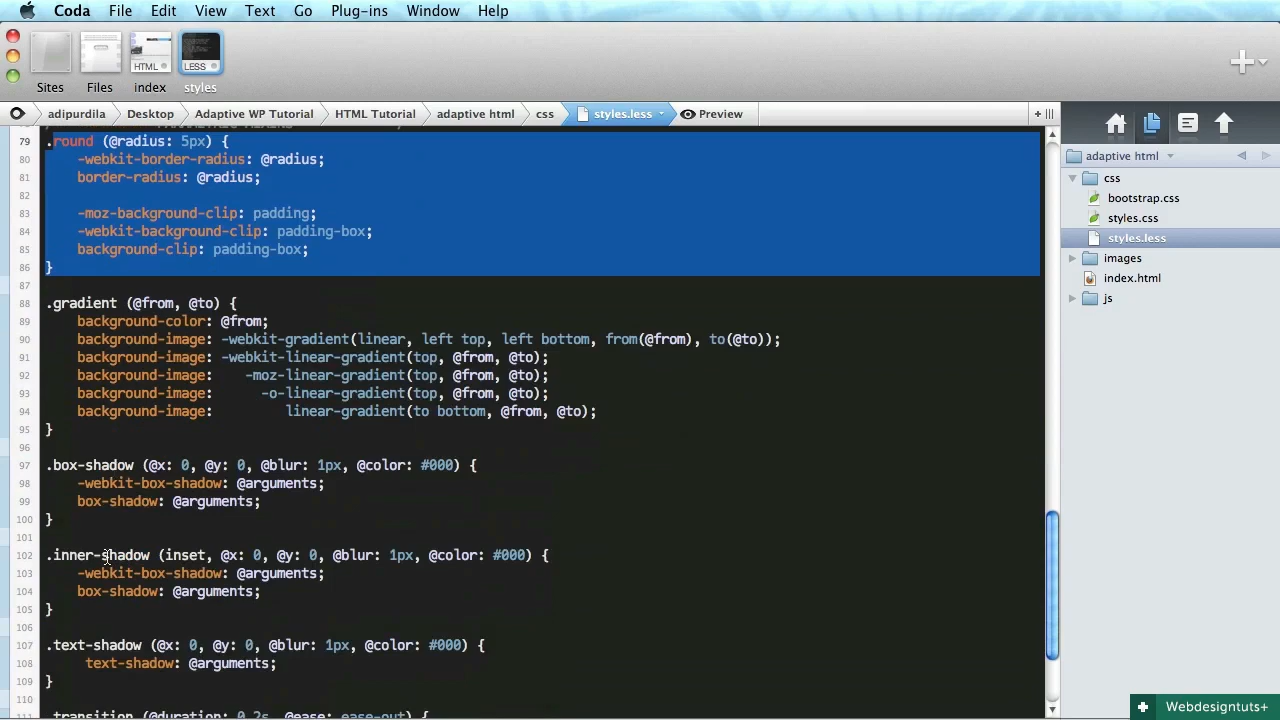 Coda File Edit View Text Go Plug-ins Window Help
Sites Files HTML index LESS styles
adipurdila Desktop Adaptive WP Tutorial HTML Tutorial adaptive html css styles.less Preview
79 .round (@radius: 5px) {
80 -webkit-border-radius: @radius;
81 border-radius: @radius;
82
83 -moz-background-clip: padding;
84 -webkit-background-clip: padding-box;
85 background-clip: padding-box;
86 }
87
88 .gradient (@from, @to) {
89 background-color: @from;
90 background-image: -webkit-gradient(linear, left top, left bottom, from(@from), to(@to));
91 background-image: -webkit-linear-gradient(top, @from, @to);
92 background-image: -moz-linear-gradient(top, @from, @to);
93 background-image: -o-linear-gradient(top, @from, @to);
94 background-image: linear-gradient(to bottom, @from, @to);
95 }
96
97 .box-shadow (@x: 0, @y: 0, @blur: 1px, @color: #000) {
98 -webkit-box-shadow: @arguments;
99 box-shadow: @arguments;
100 }
101
102 .inner-shadow (inset, @x: 0, @y: 0, @blur: 1px, @color: #000) {
103 -webkit-box-shadow: @arguments;
104 box-shadow: @arguments;
105 }
106
107 .text-shadow (@x: 0, @y: 0, @blur: 1px, @color: #000) {
108 text-shadow: @arguments;
109 }
110
111 .transition (@duration: 0.2s, @ease: ease-out) {
adaptive html
css
bootstrap.css
styles.css
styles.less
images
index.html
js
Webdesigntuts+